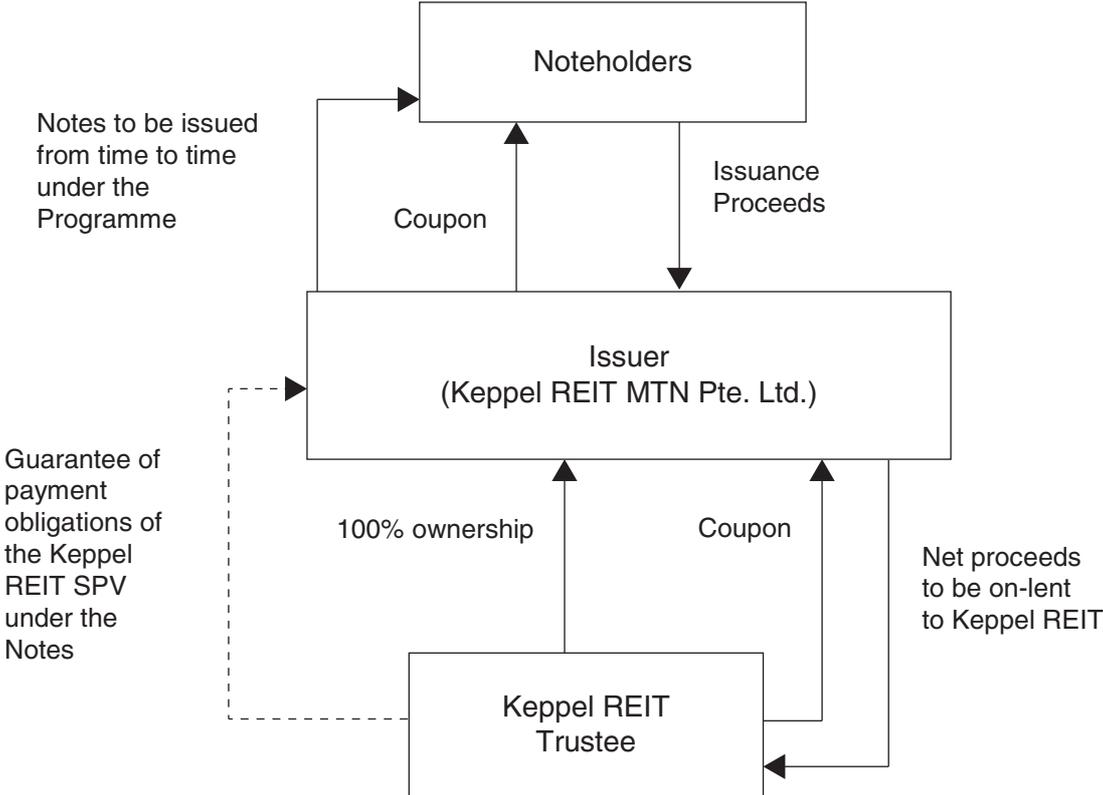 Noteholders
Notes to be issued
from time to time
under the
Programme
Coupon
Issuance
Proceeds
Issuer
(Keppel REIT MTN Pte. Ltd.)
Guarantee of
payment
obligations of
the Keppel
REIT SPV
under the
Notes
100% ownership
Coupon
Net proceeds
to be on-lent
to Keppel REIT
Keppel REIT
Trustee